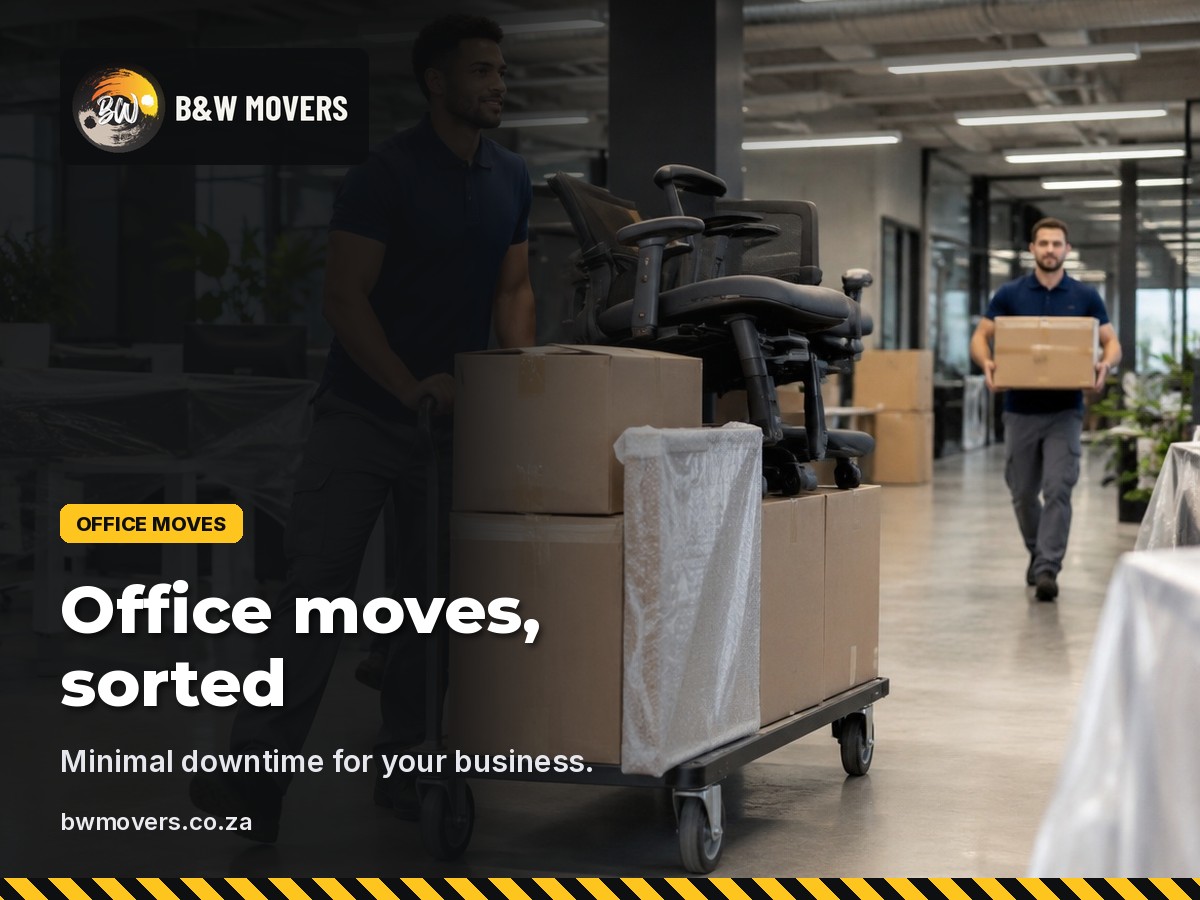 BW
B&W MOVERS
OFFICE MOVES
Office moves,
sorted
Minimal downtime for your business.
bwmovers.co.za